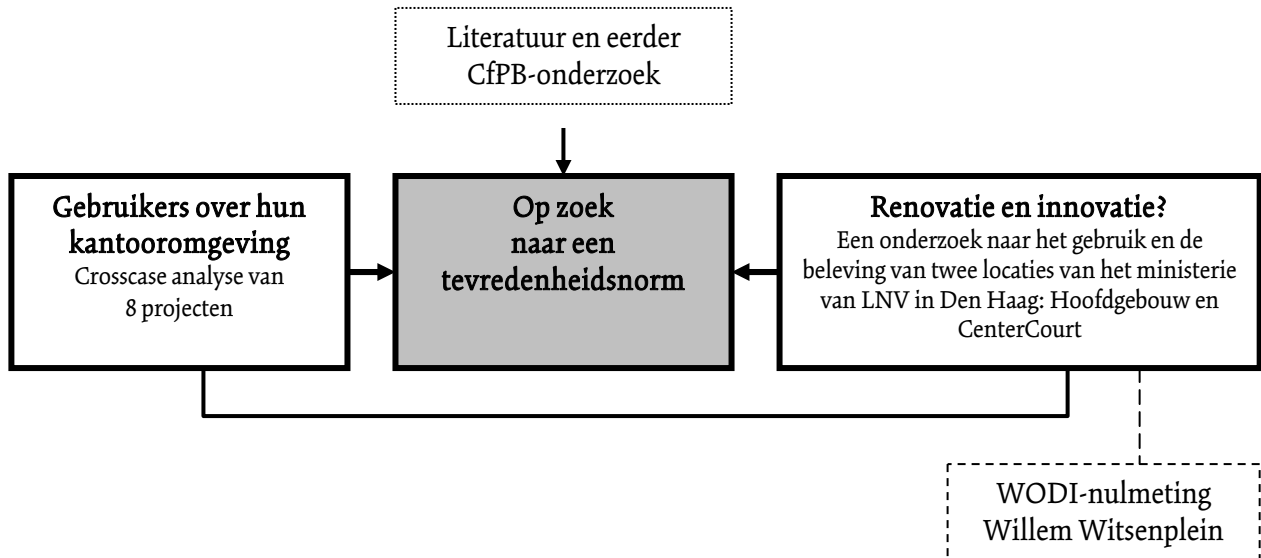 Literatuur en eerder
CfPB-onderzoek
Gebruikers over hun
kantooromgeving
Crosscase analyse van
8 projecten
Op zoek
naar een
tevredenheidsnorm
Renovatie en innovatie?
Een onderzoek naar het gebruik en de
beleving van twee locaties van het ministerie
van LNV in Den Haag: Hoofdgebouw en
CenterCourt
WODI-nulmeting
Willem Witsenplein